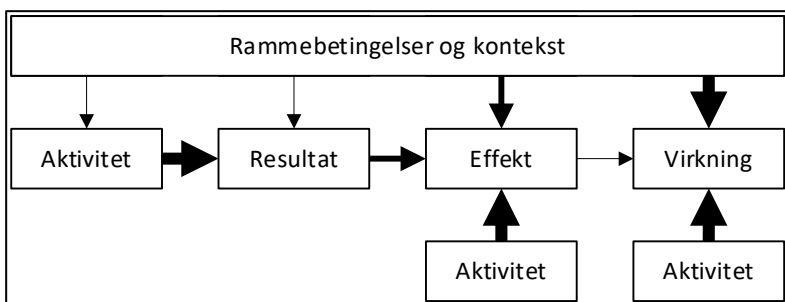 Rammebetingelser og kontekst
Aktivitet
Resultat
Effekt
Virkning
Aktivitet
Aktivitet